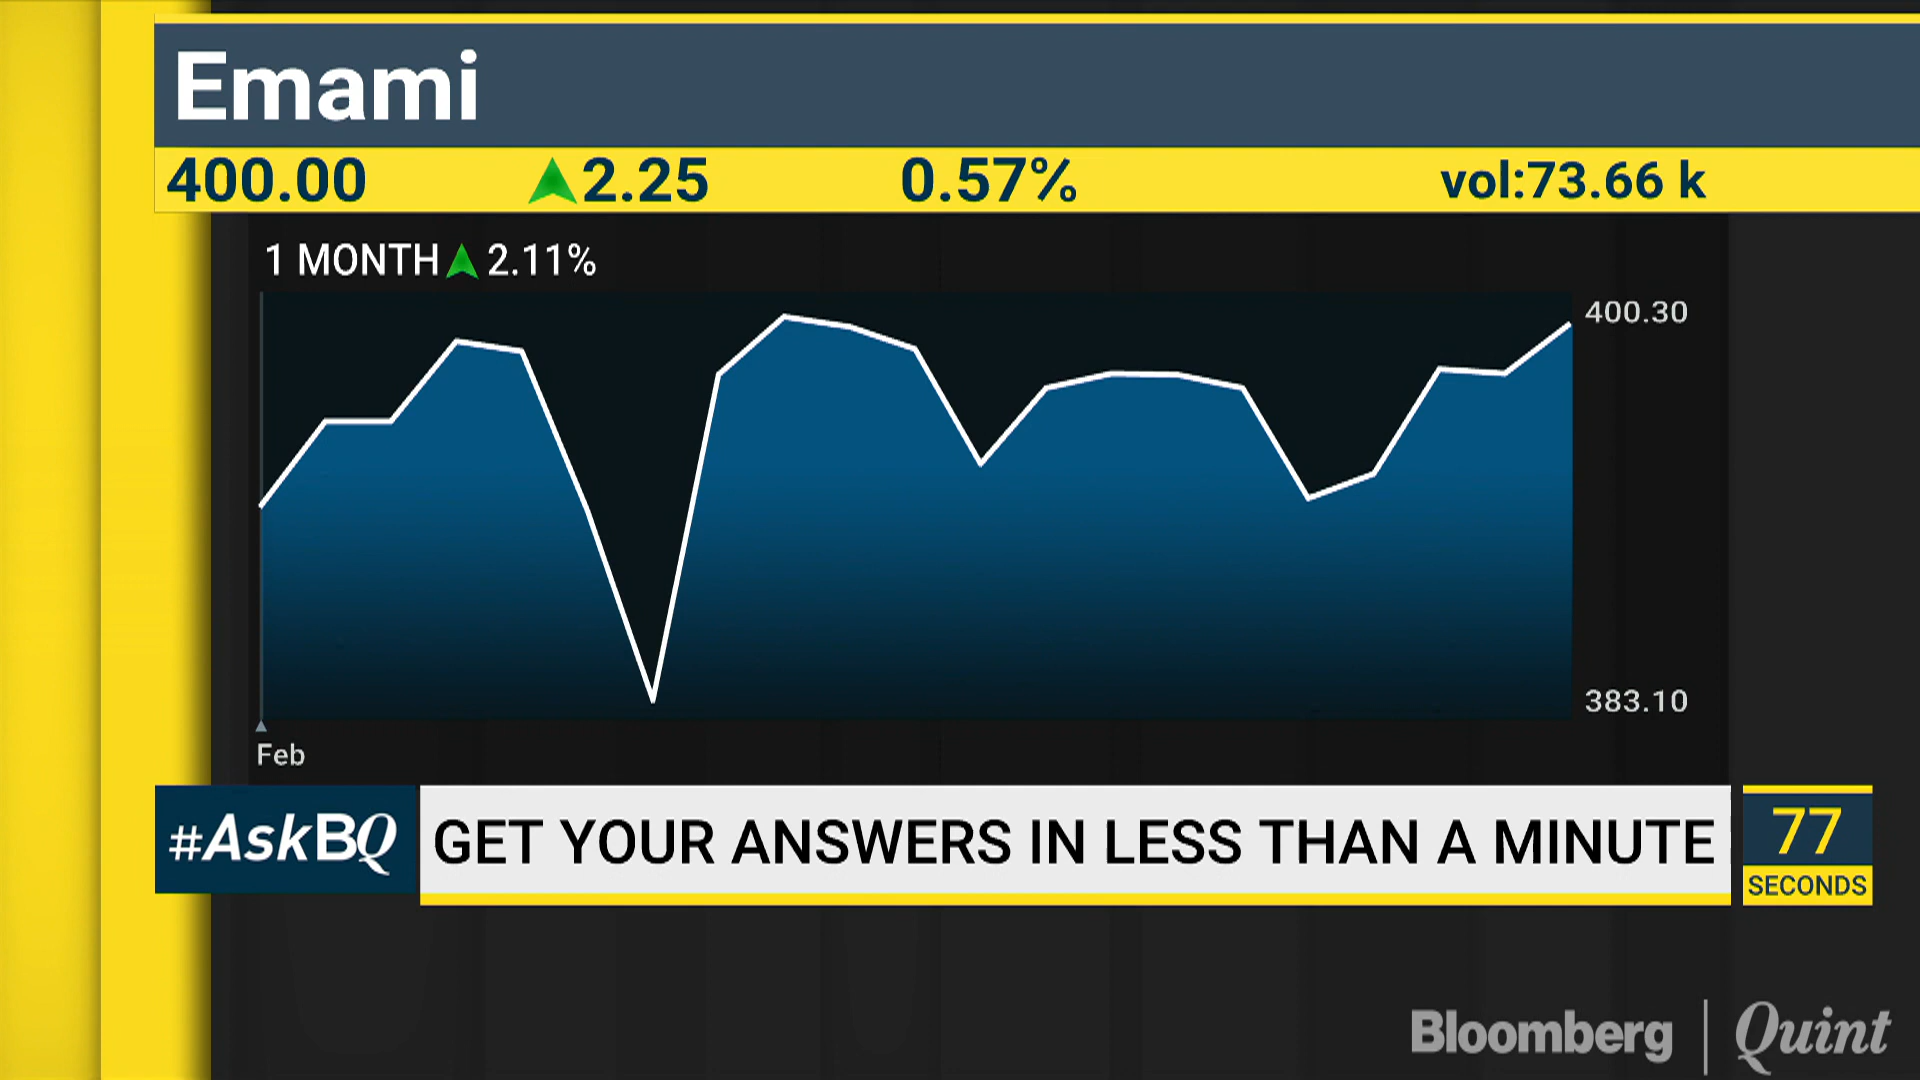 Emami
400.00 ▲2.25 0.57% vol:73.66 k
1 MONTH▲2.11%
400.30
383.10
Feb
#AskBQ GET YOUR ANSWERS IN LESS THAN A MINUTE 77
SECONDS
Bloomberg | Quint